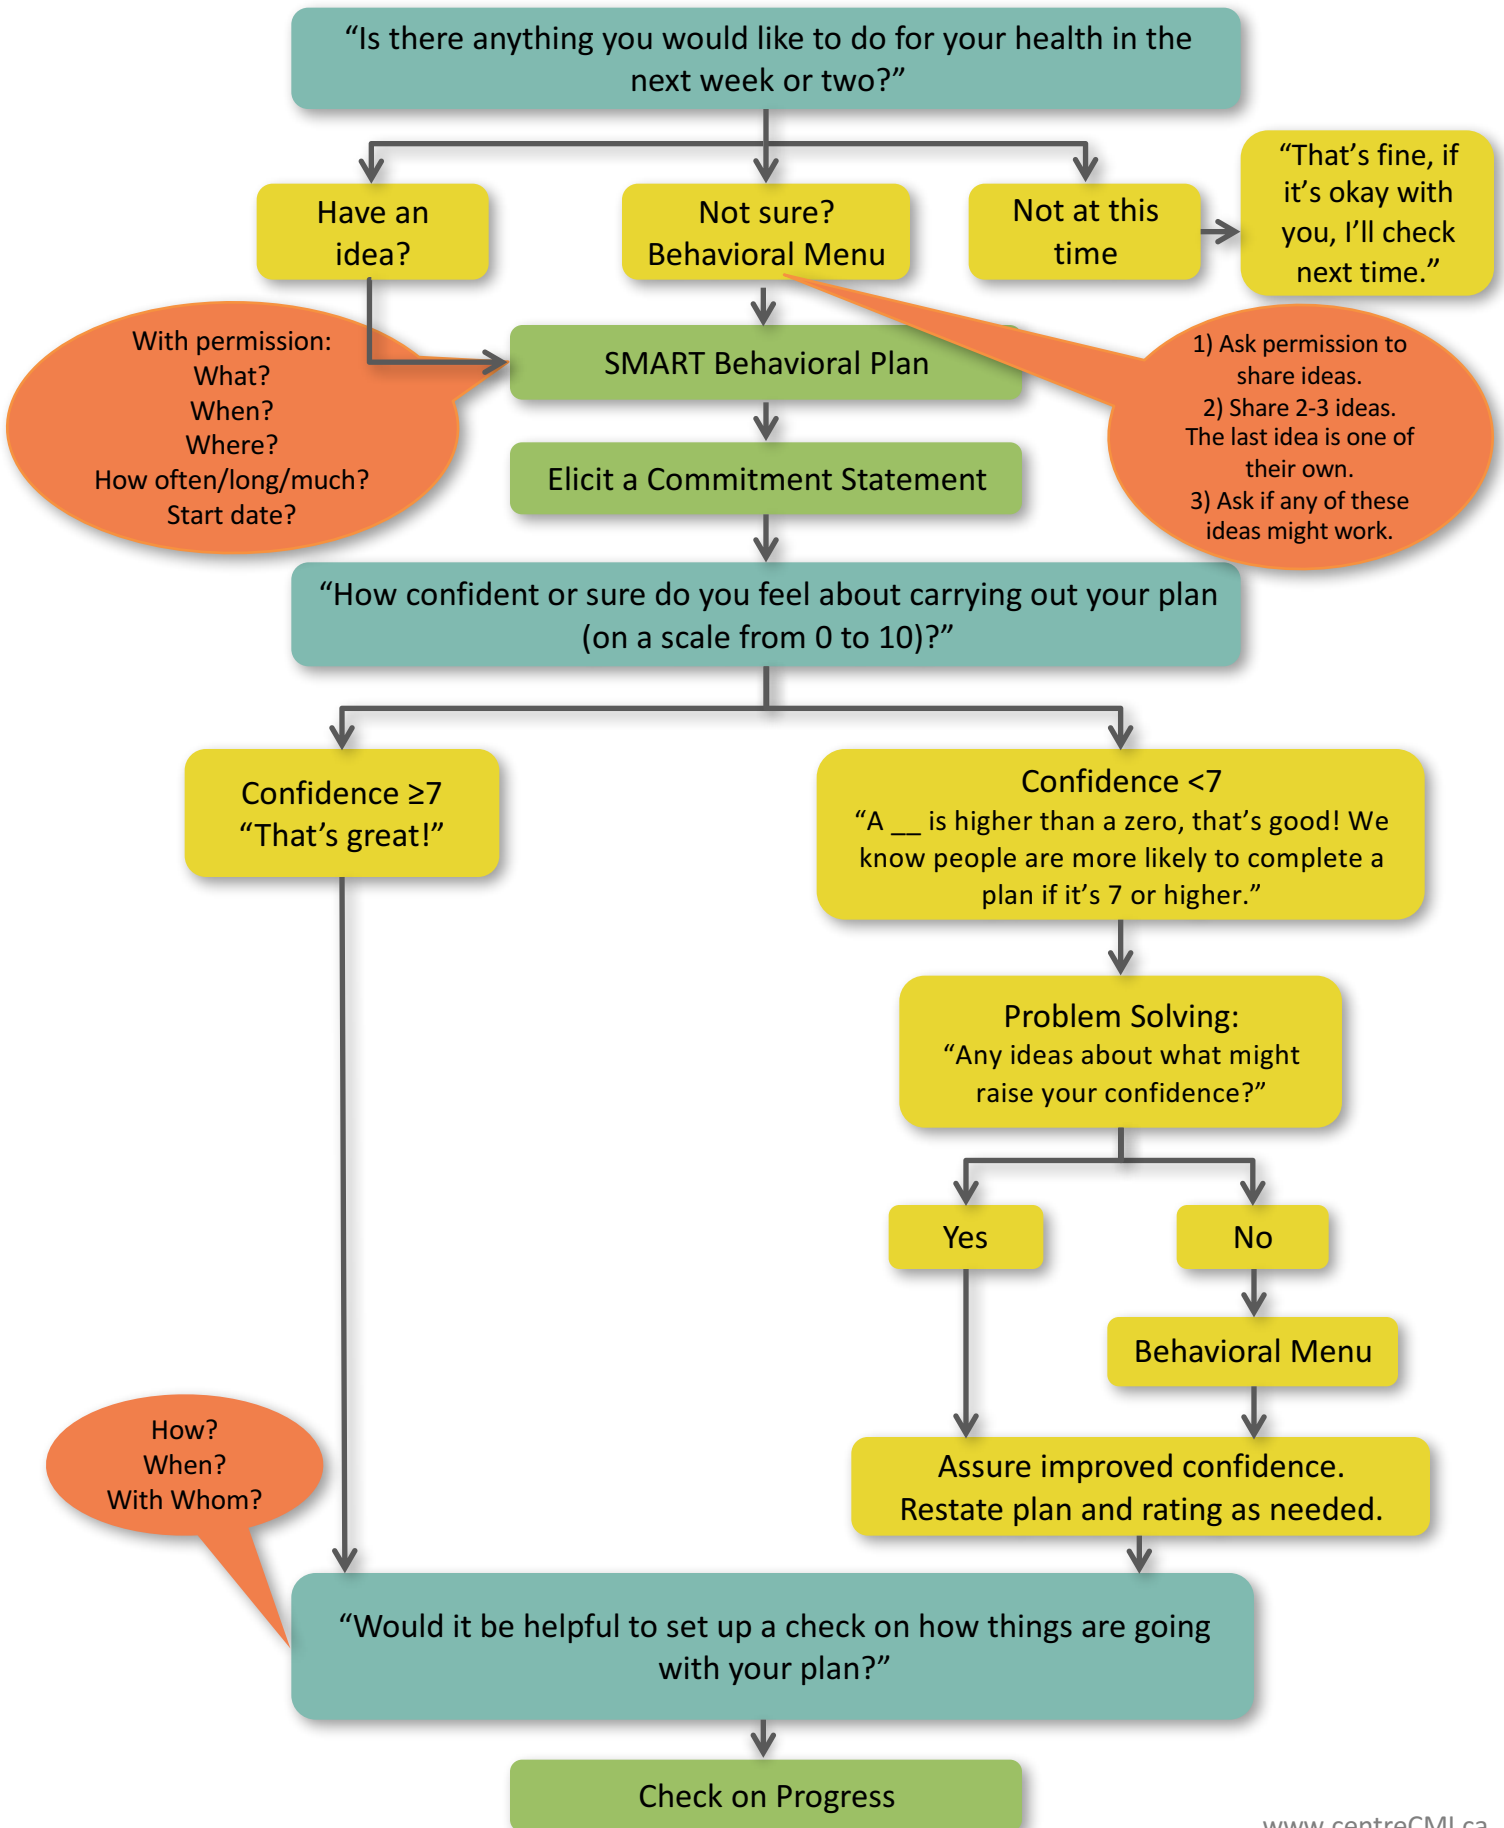 “Is there anything you would like to do for your health in the
next week or two?”
Have an
idea?
Not sure?
Behavioral Menu
Not at this
time
“That’s fine, if
it’s okay with
you, I’ll check
next time.”
With permission:
What?
When?
Where?
How often/long/much?
Start date?
SMART Behavioral Plan
1) Ask permission to
share ideas.
2) Share 2-3 ideas.
The last idea is one of
their own.
3) Ask if any of these
ideas might work.
Elicit a Commitment Statement
“How confident or sure do you feel about carrying out your plan
(on a scale from 0 to 10)?”
Confidence ≥7
“That’s great!”
Confidence <7
“A __ is higher than a zero, that’s good! We
know people are more likely to complete a
plan if it’s 7 or higher.”
Problem Solving:
“Any ideas about what might
raise your confidence?”
Yes
No
Behavioral Menu
Assure improved confidence.
Restate plan and rating as needed.
How?
When?
With Whom?
“Would it be helpful to set up a check on how things are going
with your plan?”
Check on Progress
www.centreCMI.ca